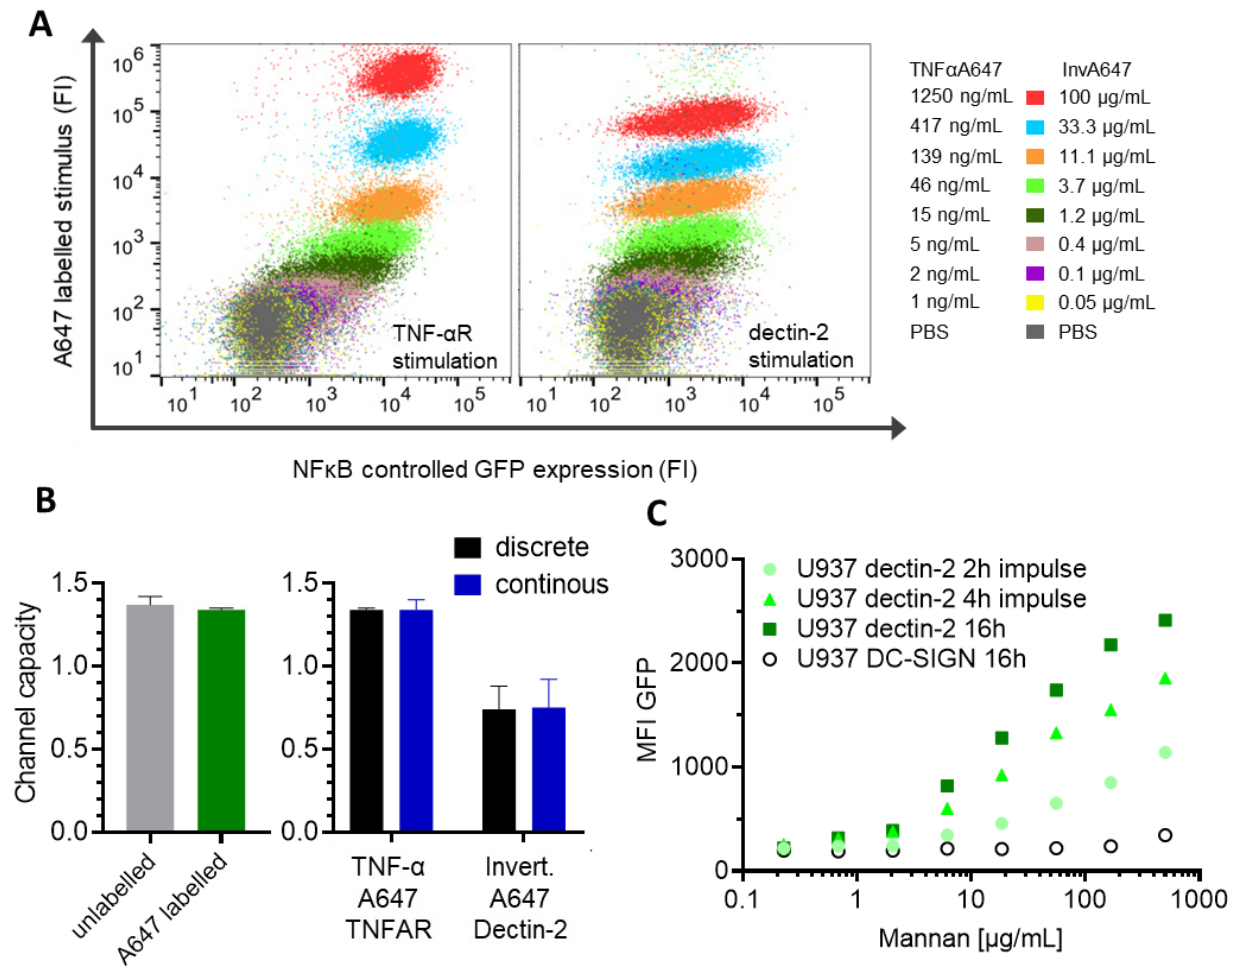 A
A647 labelled stimulus (FI)
10^6
10^5
10^4
10^3
10^2
10^1
TNF-αR
stimulation
dectin-2
stimulation
10^1 10^2 10^3 10^4 10^5
10^1 10^2 10^3 10^4 10^5
NFκB controlled GFP expression (FI)
TNFαA647 InvA647
1250 ng/mL 100 µg/mL
417 ng/mL 33.3 µg/mL
139 ng/mL 11.1 µg/mL
46 ng/mL 3.7 µg/mL
15 ng/mL 1.2 µg/mL
5 ng/mL 0.4 µg/mL
2 ng/mL 0.1 µg/mL
1 ng/mL 0.05 µg/mL
PBS PBS
B
discrete
continous
Channel capacity
1.5
1.0
0.5
0.0
unlabelled
A647 labelled
1.5
1.0
0.5
0.0
TNF-α
A647
TNFAR
Invert.
A647
Dectin-2
C
MFI GFP
3000
2000
1000
0
U937 dectin-2 2h impulse
U937 dectin-2 4h impulse
U937 dectin-2 16h
U937 DC-SIGN 16h
0.1 1 10 100 1000
Mannan [µg/mL]